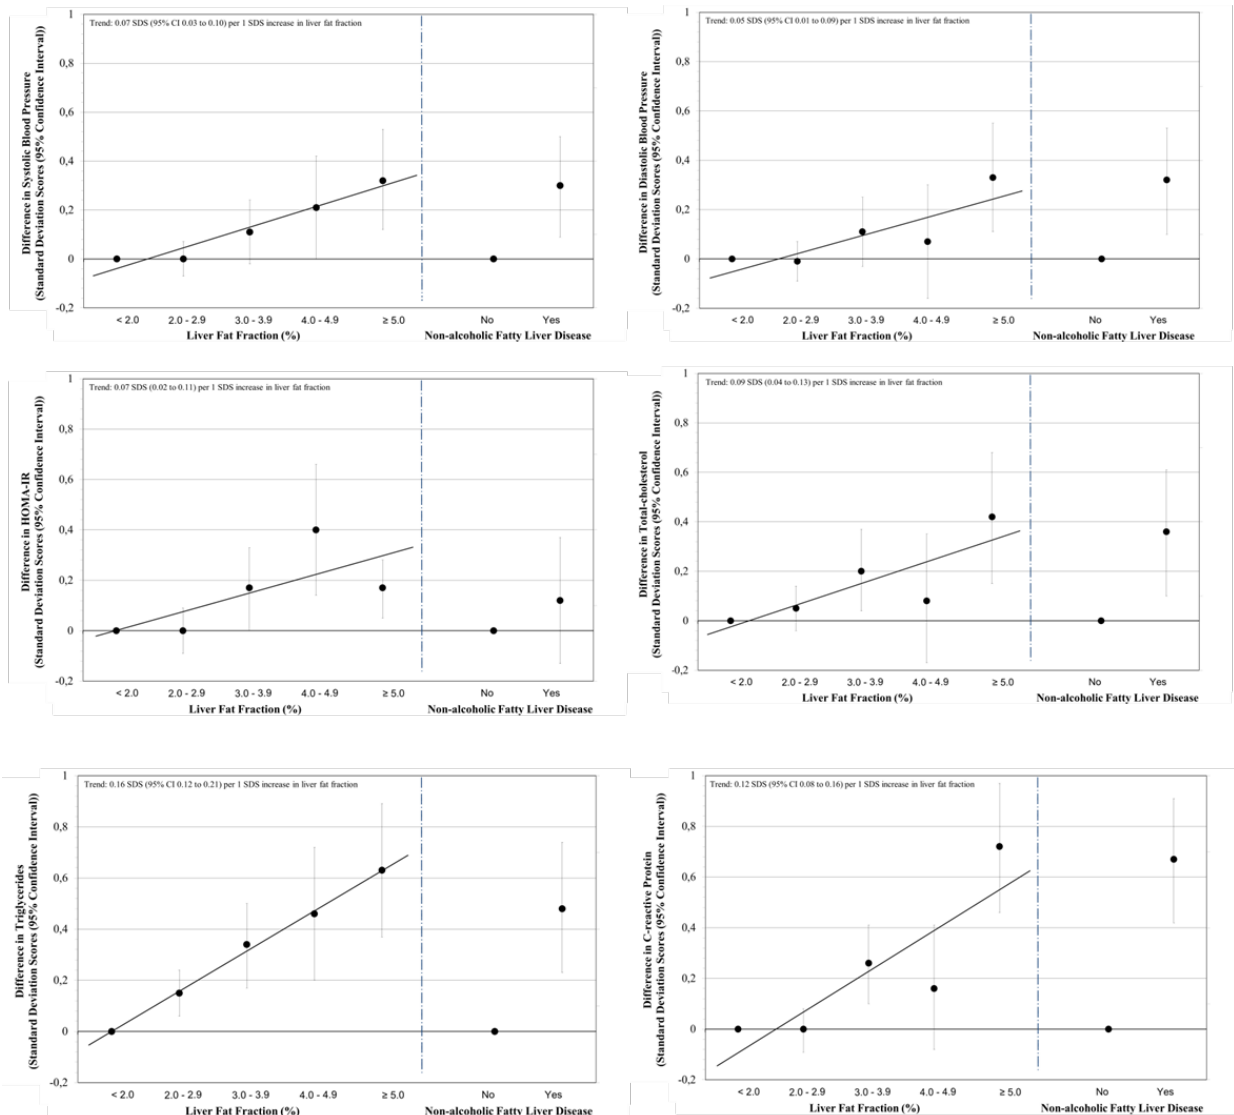 Difference in Systolic Blood Pressure
(Standard Deviation Scores (95% Confidence Interval))
Trend: 0.07 SDS (95% CI 0.03 to 0.10) per 1 SDS increase in liver fat fraction
1
0,8
0,6
0,4
0,2
0
-0,2
< 2.0 2.0 - 2.9 3.0 - 3.9 4.0 - 4.9 ≥ 5.0 No Yes
Liver Fat Fraction (%) Non-alcoholic Fatty Liver Disease
Difference in Diastolic Blood Pressure
(Standard Deviation Scores (95% Confidence Interval))
Trend: 0.05 SDS (95% CI 0.01 to 0.09) per 1 SDS increase in liver fat fraction
1
0,8
0,6
0,4
0,2
0
-0,2
< 2.0 2.0 - 2.9 3.0 - 3.9 4.0 - 4.9 ≥ 5.0 No Yes
Liver Fat Fraction (%) Non-alcoholic Fatty Liver Disease
Difference in HOMA-IR
(Standard Deviation Scores (95% Confidence Interval))
Trend: 0.07 SDS (0.02 to 0.11) per 1 SDS increase in liver fat fraction
1
0,8
0,6
0,4
0,2
0
-0,2
< 2.0 2.0 - 2.9 3.0 - 3.9 4.0 - 4.9 ≥ 5.0 No Yes
Liver Fat Fraction (%) Non-alcoholic Fatty Liver Disease
Difference in Total-cholesterol
(Standard Deviation Scores (95% Confidence Interval))
Trend: 0.09 SDS (0.04 to 0.13) per 1 SDS increase in liver fat fraction
1
0,8
0,6
0,4
0,2
0
-0,2
< 2.0 2.0 - 2.9 3.0 - 3.9 4.0 - 4.9 ≥ 5.0 No Yes
Liver Fat Fraction (%) Non-alcoholic Fatty Liver Disease
Difference in Triglycerides
(Standard Deviation Scores (95% Confidence Interval))
Trend: 0.16 SDS (95% CI 0.12 to 0.21) per 1 SDS increase in liver fat fraction
1
0,8
0,6
0,4
0,2
0
-0,2
< 2.0 2.0 - 2.9 3.0 - 3.9 4.0 - 4.9 ≥ 5.0 No Yes
Liver Fat Fraction (%) Non-alcoholic Fatty Liver Disease
Difference in C-reactive Protein
(Standard Deviation Scores (95% Confidence Interval))
Trend: 0.12 SDS (95% CI 0.08 to 0.16) per 1 SDS increase in liver fat fraction
1
0,8
0,6
0,4
0,2
0
-0,2
< 2.0 2.0 - 2.9 3.0 - 3.9 4.0 - 4.9 ≥ 5.0 No Yes
Liver Fat Fraction (%) Non-alcoholic Fatty Liver Disease